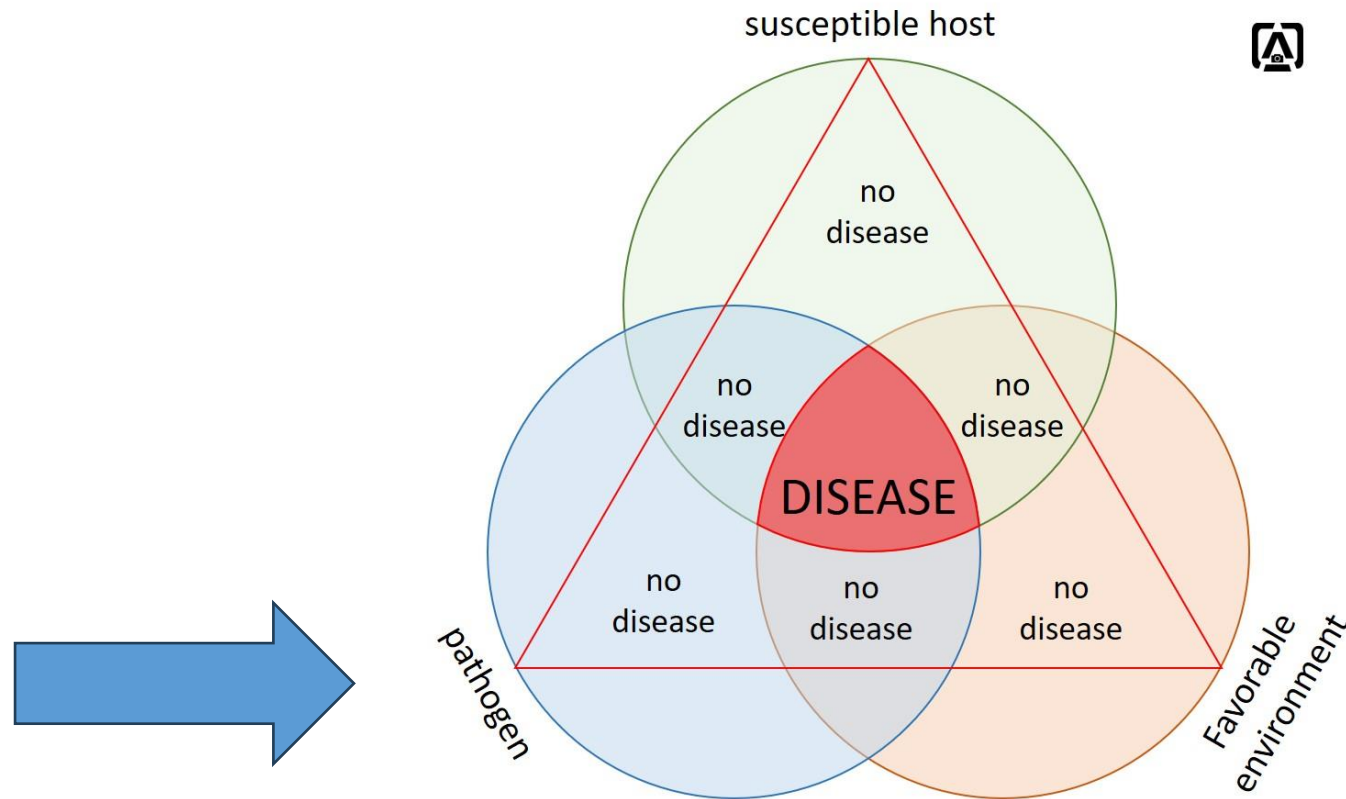 susceptible host
no
disease
no
disease
no
disease
DISEASE
no
disease
no
disease
no
disease
pathogen
Favorable
environment